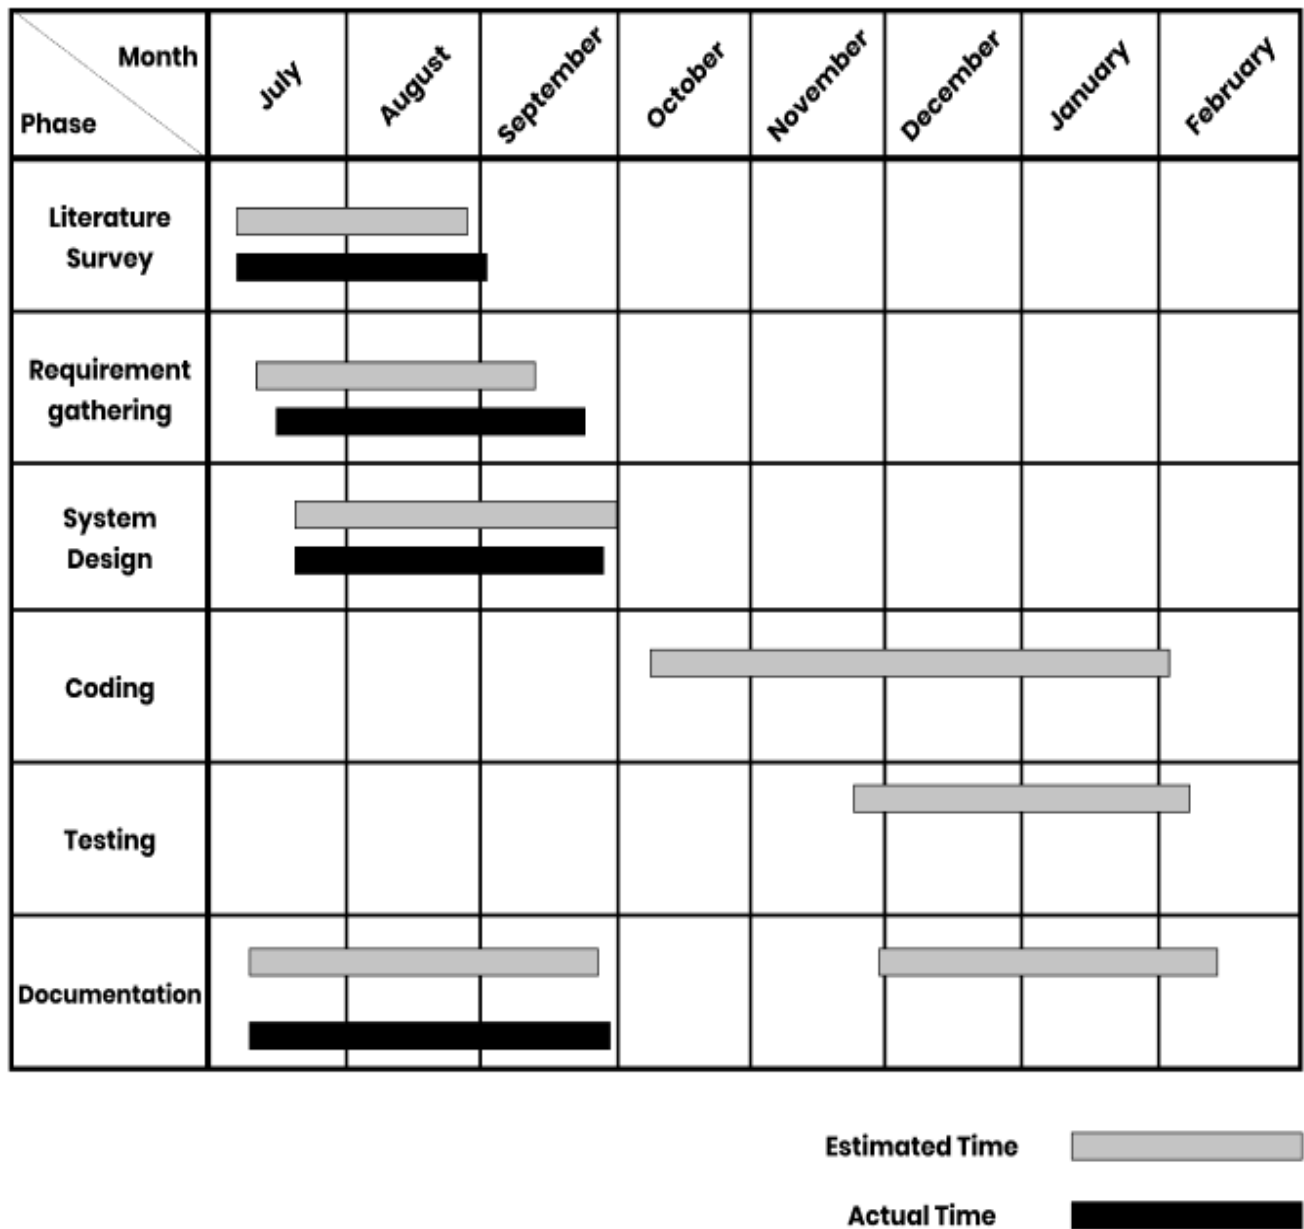 Month
Phase
July
August
September
October
November
December
January
February
Literature
Survey
Requirement
gathering
System
Design
Coding
Testing
Documentation
Estimated Time
Actual Time